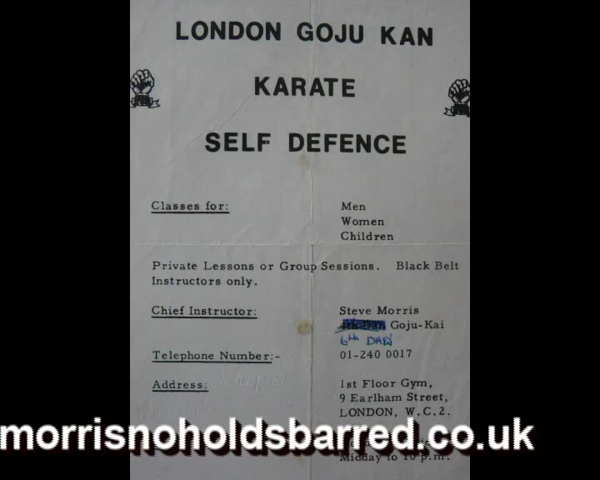 LONDON GOJU KAN
KARATE
SELF DEFENCE
Classes for: Men
Women
Children
Private Lessons or Group Sessions. Black Belt
Instructors only.
Chief Instructor: Steve Morris
Goju-Kai
6th DAN
Telephone Number:- 01-240 0017
Address: 1st Floor Gym,
9 Earlham Street,
LONDON, W.C.2.
morrisnoholdsbarred.co.uk
Midday to 10 p.m.